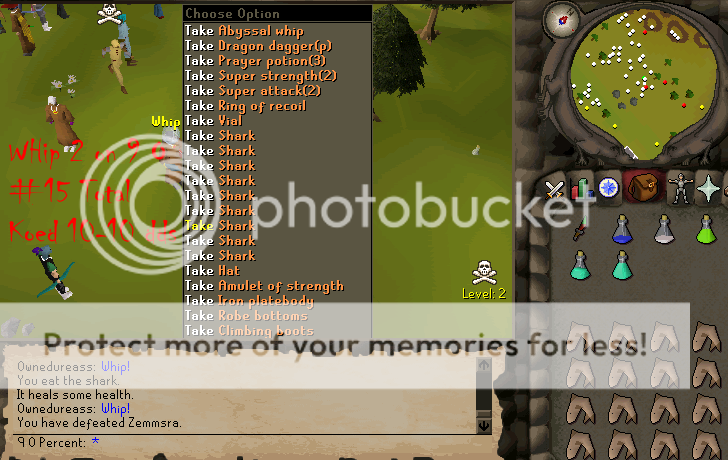 Choose Option
Take Abyssal whip
Take Dragon dagger(p)
Take Prayer potion(3)
Take Super strength(2)
Take Super attack(2)
Take Ring of recoil
Take Vial
Take Shark
Take Shark
Take Shark
Take Shark
Take Shark
Take Shark
Take Shark
Take Shark
Take Shark
Take Hat
Take Amulet of strength
Take Iron platebody
Take Robe bottoms
Take Climbing boots
Whip
WHip 2 on 9-0
#15 Total
Koed 10-10 dds
Level: 2
photobucket
Protect more of your memories for less!
Ownedureass: Whip!
You eat the shark.
It heals some health.
Ownedureass: Whip!
You have defeated Zemmsra.
9 0 Percent: *